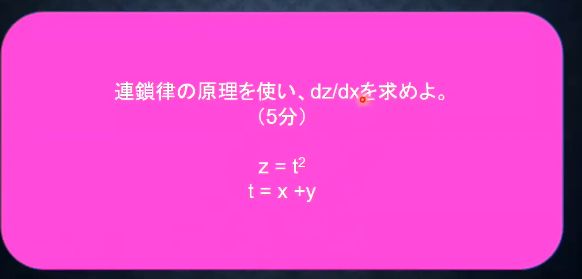 連鎖律の原理を使い、dz/dxを求めよ。
（5分）
z = t²
t = x +y